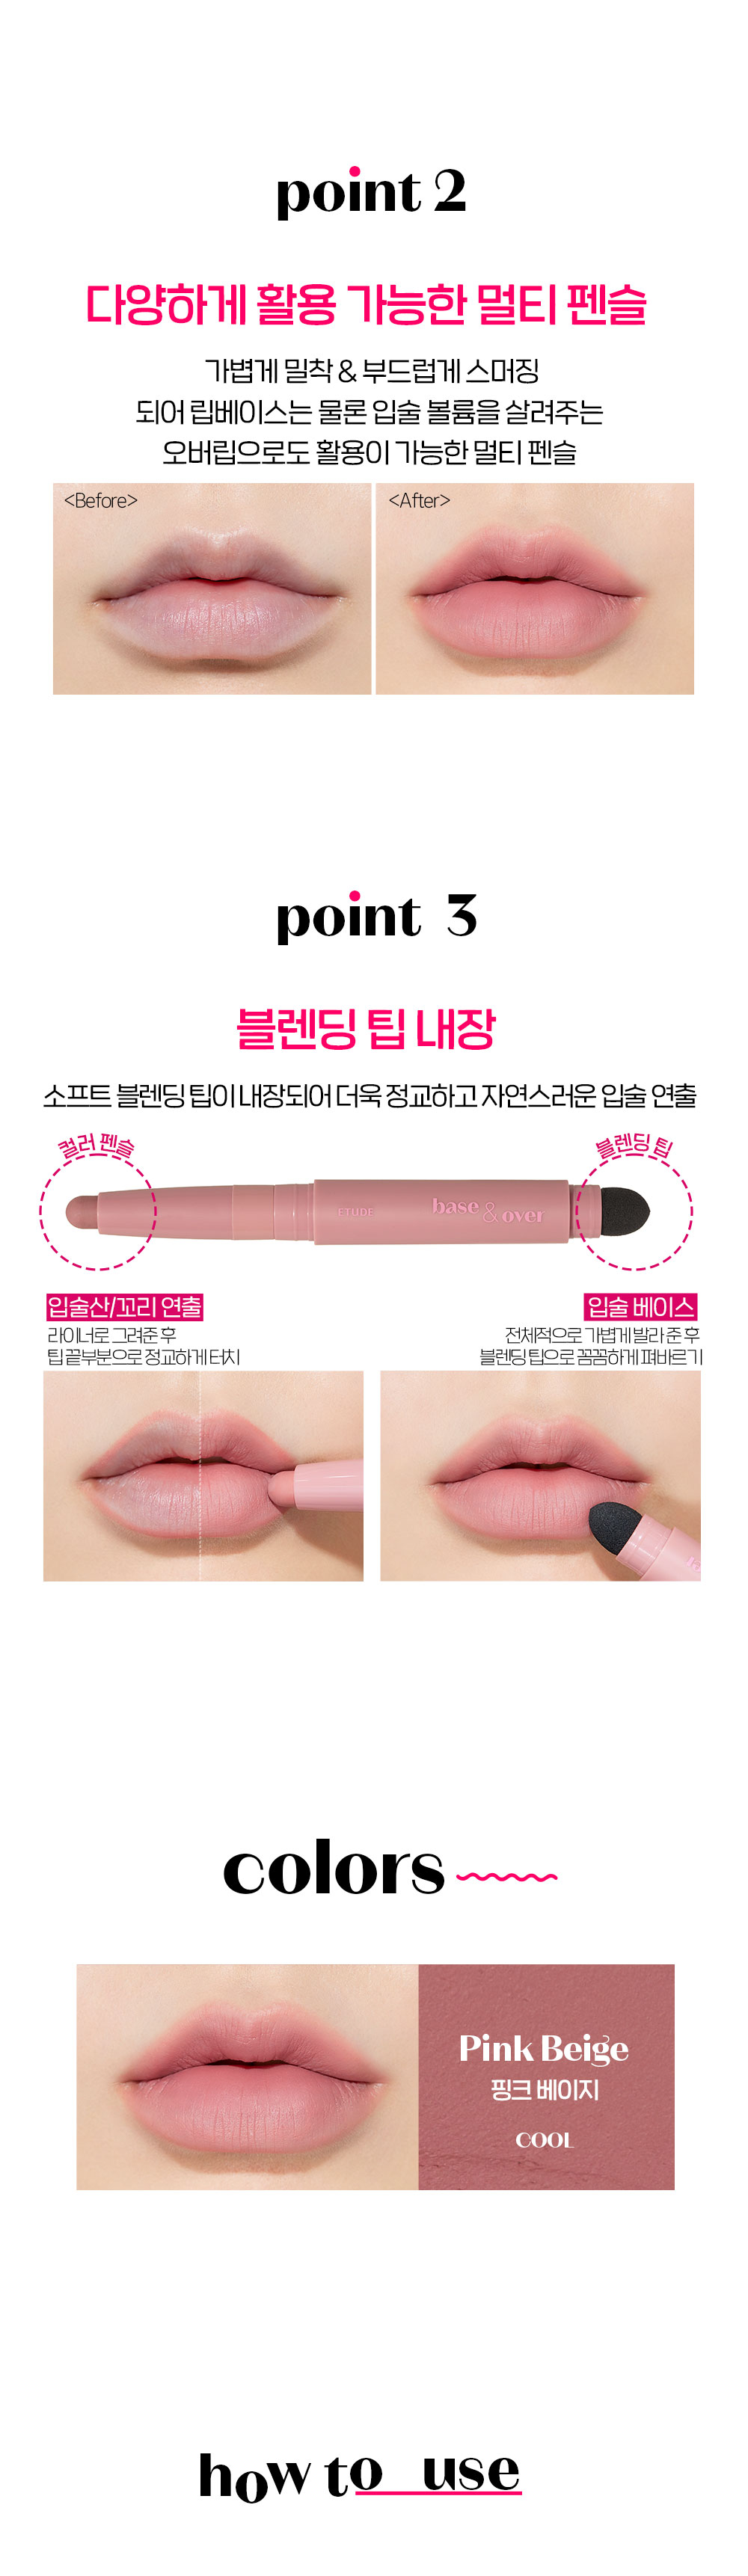 point 2
다양하게 활용 가능한 멀티 펜슬
가볍게 밀착 & 부드럽게 스머징
되어 립베이스는 물론 입술 볼륨을 살려주는
오버립으로도 활용이 가능한 멀티 펜슬
<Before>
<After>
point 3
블렌딩 팁 내장
소프트 블렌딩 팁이 내장되어 더욱 정교하고 자연스러운 입술 연출
컬러 펜슬
블렌딩 팁
ETUDE
base & over
입술산/꼬리 연출
라이너로 그려준 후
팁 끝부분으로 정교하게 터치
입술 베이스
전체적으로 가볍게 발라 준 후
블렌딩 팁으로 꼼꼼하게 펴바르기
colors
Pink Beige
핑크 베이지
COOL
how to use